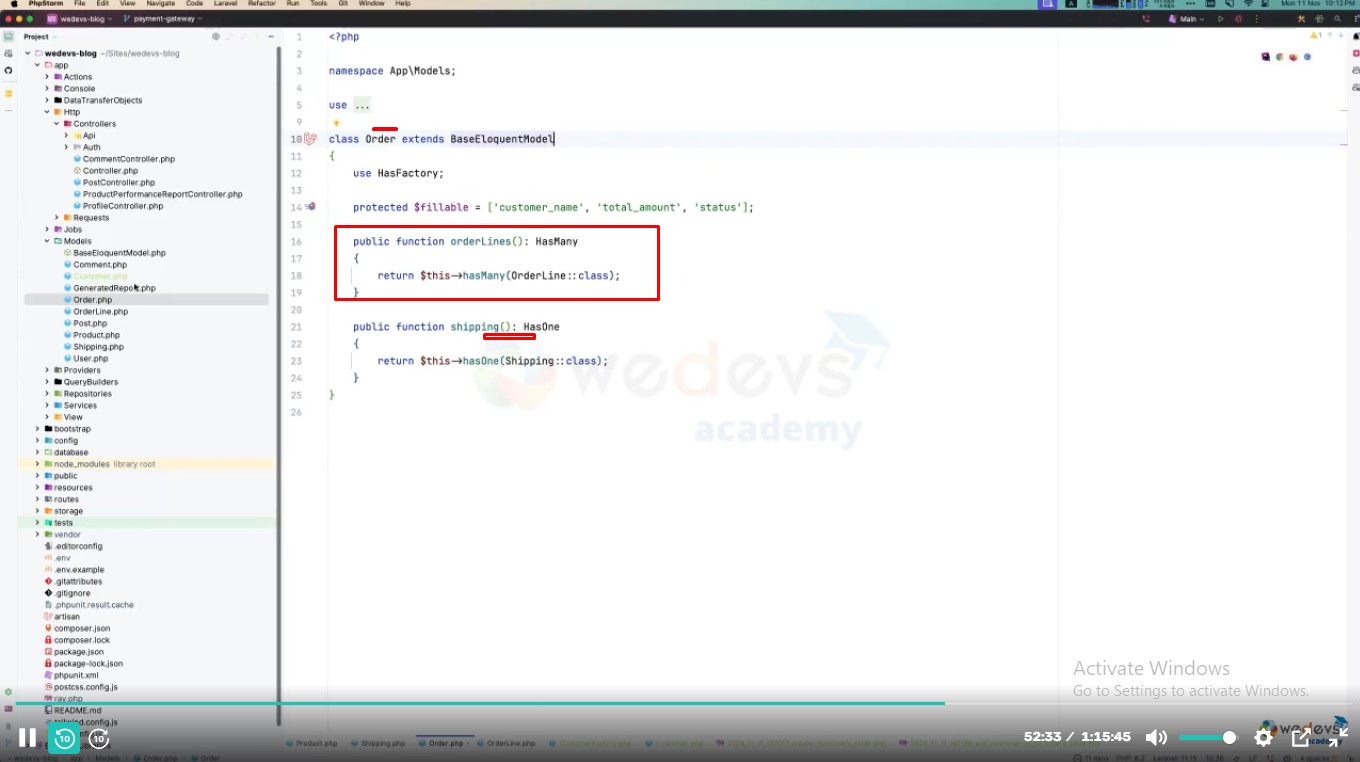 PhpStorm File Edit View Navigate Code Laravel Refactor Run Tools Git Window Help
Mon 11 Nov 10:12 PM
wedevs-blog payment-gateway
Main
Project
wedevs-blog ~/Sites/wedevs-blog
app
Actions
Console
DataTransferObjects
Http
Controllers
Api
Auth
CommentController.php
Controller.php
PostController.php
ProductPerformanceReportController.php
ProfileController.php
Requests
Jobs
Models
BaseEloquentModel.php
Comment.php
Customer.php
GeneratedReport.php
Order.php
OrderLine.php
Post.php
Product.php
Shipping.php
User.php
Providers
QueryBuilders
Repositories
Services
View
bootstrap
config
database
node_modules library root
public
resources
routes
storage
tests
vendor
.editorconfig
.env
.env.example
.gitattributes
.gitignore
.phpunit.result.cache
artisan
composer.json
composer.lock
package.json
package-lock.json
phpunit.xml
postcss.config.js
ray.php
README.md
tailwind.config.js
1 <?php
2
3 namespace App\Models;
4
5 use ...
9
10 class Order extends BaseEloquentModel
11 {
12 use HasFactory;
13
14 protected $fillable = ['customer_name', 'total_amount', 'status'];
15
16 public function orderLines(): HasMany
17 {
18 return $this→hasMany(OrderLine::class);
19 }
20
21 public function shipping(): HasOne
22 {
23 return $this→hasOne(Shipping::class);
24 }
25 }
26
wedevs
academy
Activate Windows
Go to Settings to activate Windows.
10 10
52:33 / 1:15:45
wedevs
Product.php Shipping.php Order.php OrderLine.php
wedevs-blog app Models Order.php Order